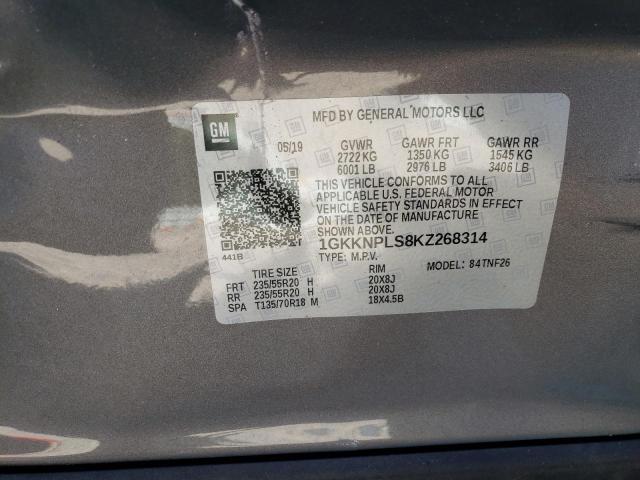 GM
MFD BY GENERAL MOTORS LLC
05/19 GVWR GAWR FRT GAWR RR
2722 KG 1350 KG 1545 KG
6001 LB 2976 LB 3406 LB
THIS VEHICLE CONFORMS TO ALL
APPLICABLE U.S. FEDERAL MOTOR
VEHICLE SAFETY STANDARDS IN EFFECT
ON THE DATE OF MANUFACTURE
SHOWN ABOVE.
1GKKNPLS8KZ268314
441B TYPE: M.P.V. MODEL: 84TNF26
TIRE SIZE RIM
FRT 235/55R20 H 20X8J
RR 235/55R20 H 20X8J
SPA T135/70R18 M 18X4.5B